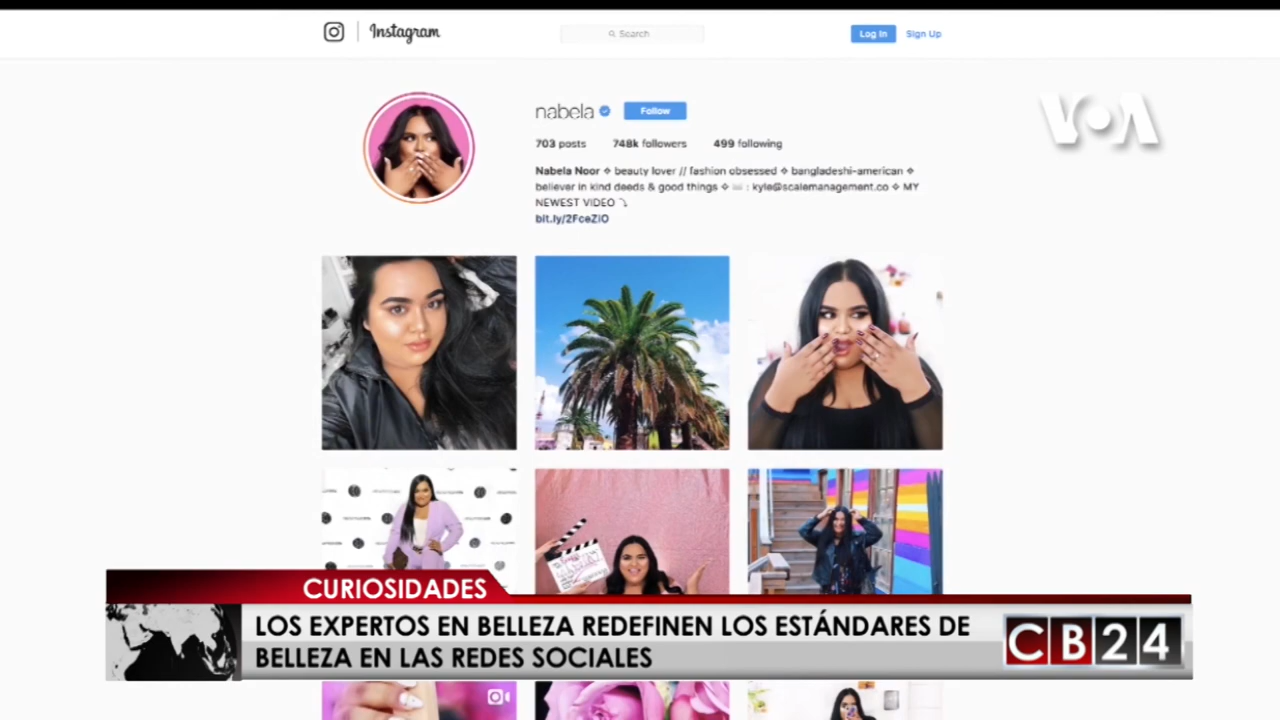 Instagram
Search
Log In
Sign Up
nabela
Follow
703 posts 748k followers 499 following
Nabela Noor ✧ beauty lover // fashion obsessed ✧ bangladeshi-american ✧
believer in kind deeds & good things ✧ ✉ : kyle@scalemanagement.co ✧ MY
NEWEST VIDEO ⤵
bit.ly/2FceZiO
VOA
CURIOSIDADES
LOS EXPERTOS EN BELLEZA REDEFINEN LOS ESTÁNDARES DE
BELLEZA EN LAS REDES SOCIALES
CB24